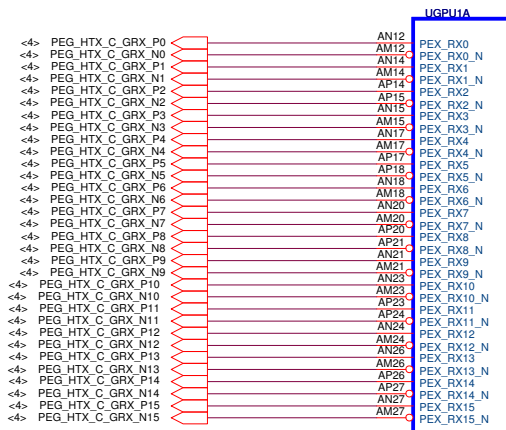 UGPU1A
<4> PEG_HTX_C_GRX_P0 AN12 PEX_RX0
<4> PEG_HTX_C_GRX_N0 AM12 PEX_RX0_N
<4> PEG_HTX_C_GRX_P1 AN14 PEX_RX1
<4> PEG_HTX_C_GRX_N1 AM14 PEX_RX1_N
<4> PEG_HTX_C_GRX_P2 AP14 PEX_RX2
<4> PEG_HTX_C_GRX_N2 AP15 PEX_RX2_N
<4> PEG_HTX_C_GRX_P3 AN15 PEX_RX3
<4> PEG_HTX_C_GRX_N3 AM15 PEX_RX3_N
<4> PEG_HTX_C_GRX_P4 AN17 PEX_RX4
<4> PEG_HTX_C_GRX_N4 AM17 PEX_RX4_N
<4> PEG_HTX_C_GRX_P5 AP17 PEX_RX5
<4> PEG_HTX_C_GRX_N5 AP18 PEX_RX5_N
<4> PEG_HTX_C_GRX_P6 AN18 PEX_RX6
<4> PEG_HTX_C_GRX_N6 AM18 PEX_RX6_N
<4> PEG_HTX_C_GRX_P7 AN20 PEX_RX7
<4> PEG_HTX_C_GRX_N7 AM20 PEX_RX7_N
<4> PEG_HTX_C_GRX_P8 AP20 PEX_RX8
<4> PEG_HTX_C_GRX_N8 AP21 PEX_RX8_N
<4> PEG_HTX_C_GRX_P9 AN21 PEX_RX9
<4> PEG_HTX_C_GRX_N9 AM21 PEX_RX9_N
<4> PEG_HTX_C_GRX_P10 AN23 PEX_RX10
<4> PEG_HTX_C_GRX_N10 AM23 PEX_RX10_N
<4> PEG_HTX_C_GRX_P11 AP23 PEX_RX11
<4> PEG_HTX_C_GRX_N11 AP24 PEX_RX11_N
<4> PEG_HTX_C_GRX_P12 AN24 PEX_RX12
<4> PEG_HTX_C_GRX_N12 AM24 PEX_RX12_N
<4> PEG_HTX_C_GRX_P13 AN26 PEX_RX13
<4> PEG_HTX_C_GRX_N13 AM26 PEX_RX13_N
<4> PEG_HTX_C_GRX_P14 AP26 PEX_RX14
<4> PEG_HTX_C_GRX_N14 AP27 PEX_RX14_N
<4> PEG_HTX_C_GRX_P15 AN27 PEX_RX15
<4> PEG_HTX_C_GRX_N15 AM27 PEX_RX15_N